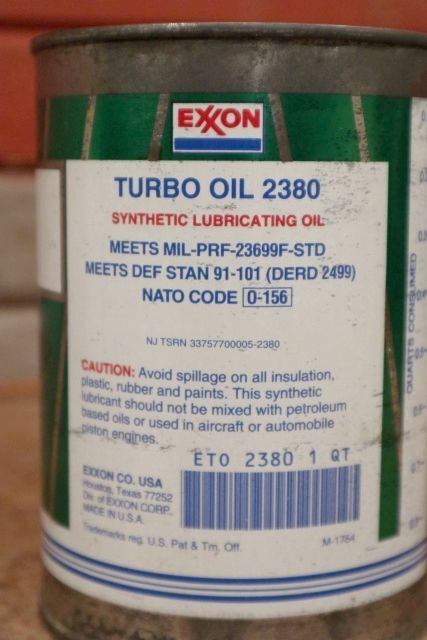 EXXON
TURBO OIL 2380
SYNTHETIC LUBRICATING OIL
MEETS MIL-PRF-23699F-STD
MEETS DEF STAN 91-101 (DERD 2499)
NATO CODE O-156
NJ TSRN 33757700005-2380
CAUTION: Avoid spillage on all insulation,
plastic, rubber and paints. This synthetic
lubricant should not be mixed with petroleum
based oils or used in aircraft or automobile
piston engines.
ETO 2380 1 QT
EXXON CO. USA
Houston, Texas 77252
Div. of EXXON CORP.
MADE IN U.S.A.
Trademarks reg. U.S. Pat & Tm. Off.
M-1764
QUARTS CONSUMED